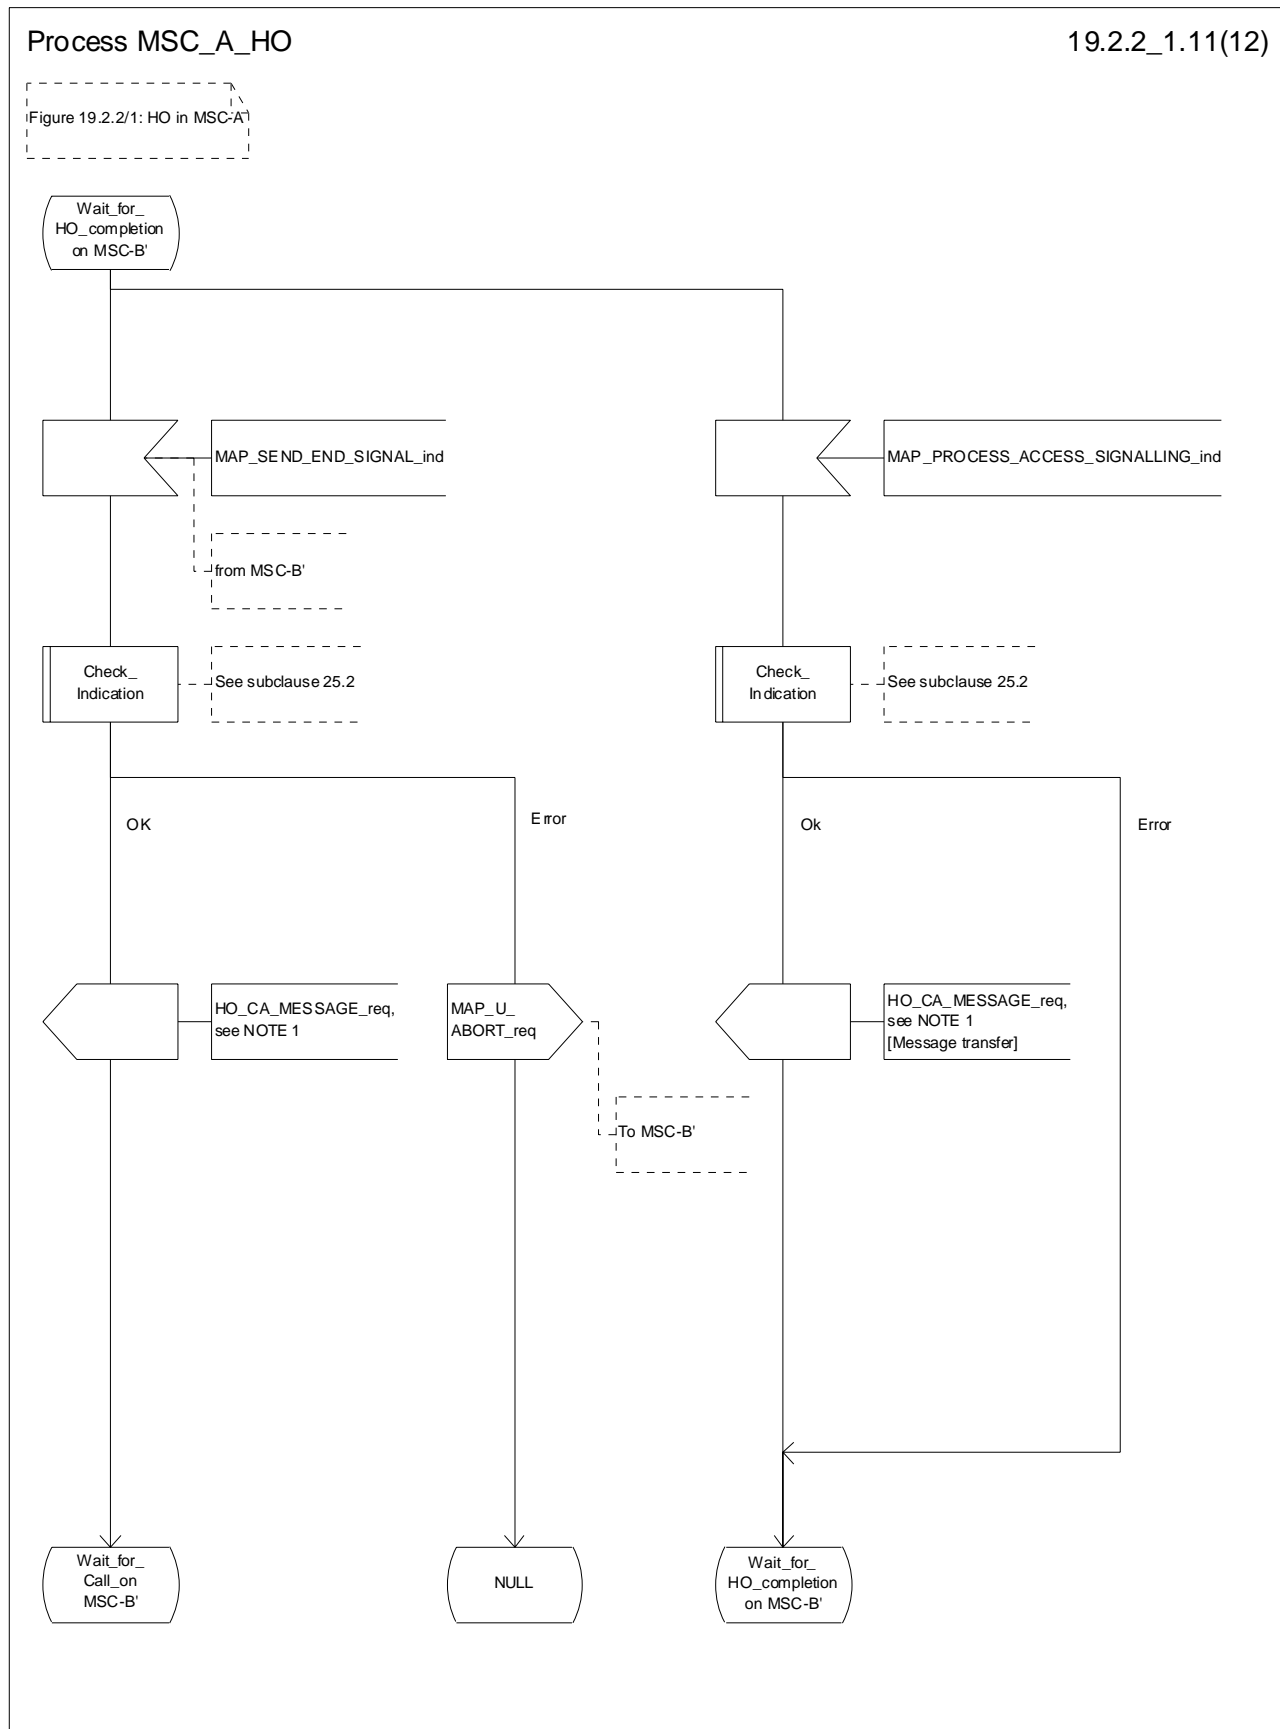 Process MSC_A_HO
19.2.2_1.11(12)
Figure 19.2.2/1: HO in MSC-A
Wait_for_
HO_completion
on MSC-B'
MAP_SEND_END_SIGNAL_ind
MAP_PROCESS_ACCESS_SIGNALLING_ind
from MSC-B'
Check_
Indication
See subclause 25.2
Check_
Indication
See subclause 25.2
OK
Error
Ok
Error
HO_CA_MESSAGE_req,
see NOTE 1
MAP_U_
ABORT_req
HO_CA_MESSAGE_req,
see NOTE 1
[Message transfer]
To MSC-B'
Wait_for_
Call_on
MSC-B'
NULL
Wait_for_
HO_completion
on MSC-B'